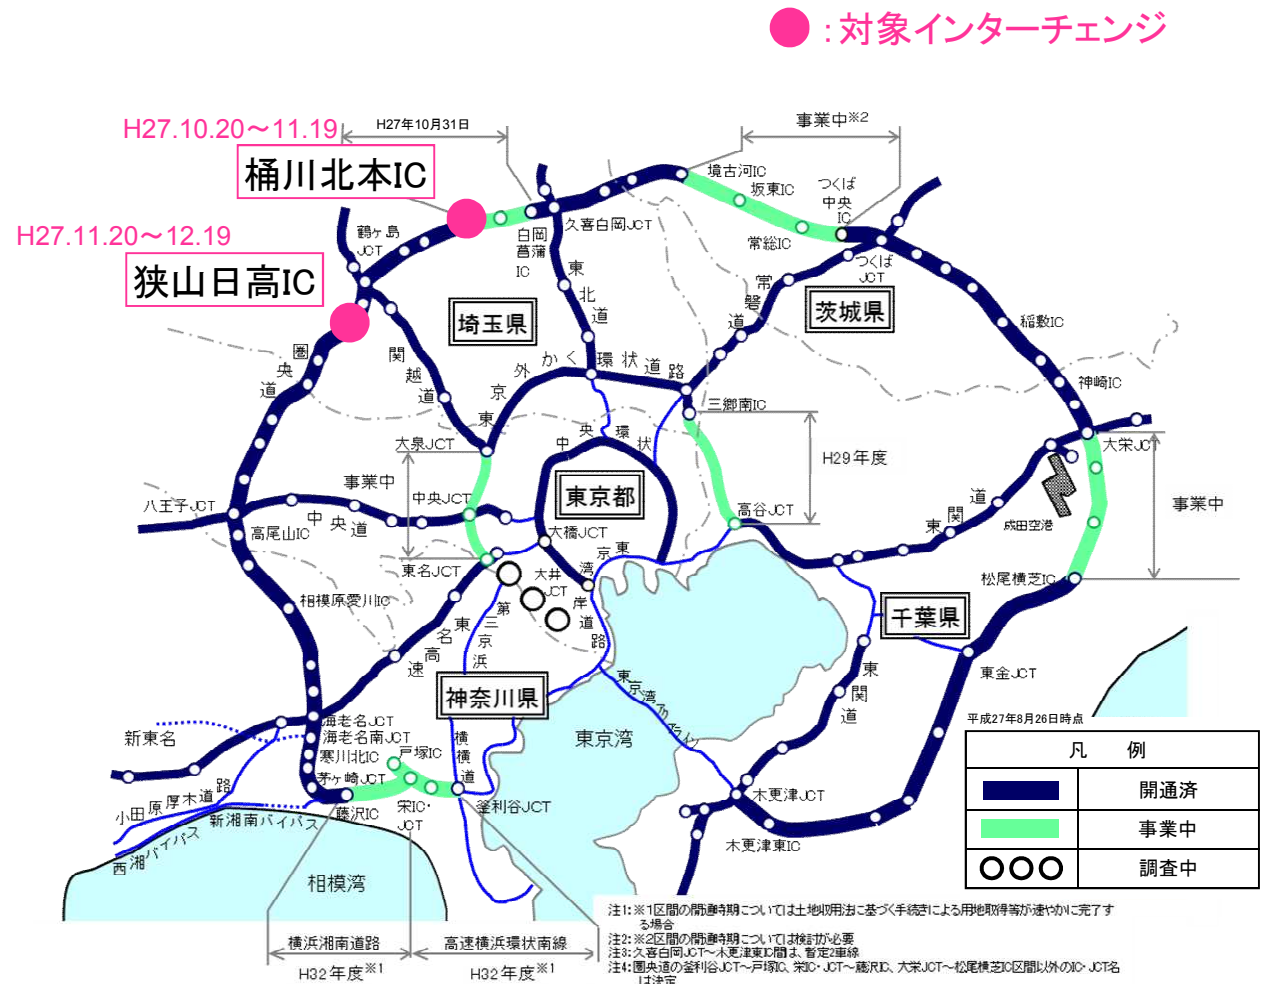 ：対象インターチェンジ
H27.10.20～11.19
H27年10月31日
事業中※2
桶川北本IC
境古河IC
坂東IC
つくば
中央
IC
鶴ヶ島
JCT
白岡
菖蒲
IC
久喜白岡JCT
常総IC
つくば
JCT
H27.11.20～12.19
狭山日高IC
東北道
常磐道
埼玉県
茨城県
稲敷IC
圏央道
関越道
東京外かく環状道路
神崎IC
三郷南IC
中央環状
大泉JCT
大栄JCT
H29年度
事業中
中央JCT
東京都
高谷JCT
東関道
成田空港
事業中
八王子JCT
中央道
高尾山IC
大橋JCT
東名JCT
大井
JCT
東京湾岸道路
松尾横芝IC
相模原愛川IC
第三京浜
東名高速
千葉県
東関道
東金JCT
神奈川県
東京湾アクアライン
平成27年8月26日時点
海老名JCT
海老名南JCT
新東名
寒川北IC
戸塚IC
横横道
東京湾
凡　例
開通済
事業中
調査中
茅ヶ崎JCT
小田原厚木道路
新湘南バイパス
西湘バイパス
藤沢IC
栄IC・
JCT
釜利谷JCT
木更津JCT
木更津東IC
相模湾
横浜湘南道路
高速横浜環状南線
H32年度※1
H32年度※1
注1：※1区間の開通時期については土地収用法に基づく手続きによる用地取得等が速やかに完了す
る場合
注2：※2区間の開通時期については検討が必要
注3：久喜白岡JCT～木更津東IC間は、暫定2車線
注4：圏央道の釜利谷JCT～戸塚IC、栄IC・JCT～藤沢IC、大栄JCT～松尾横芝IC区間以外のIC・JCT名
は決定